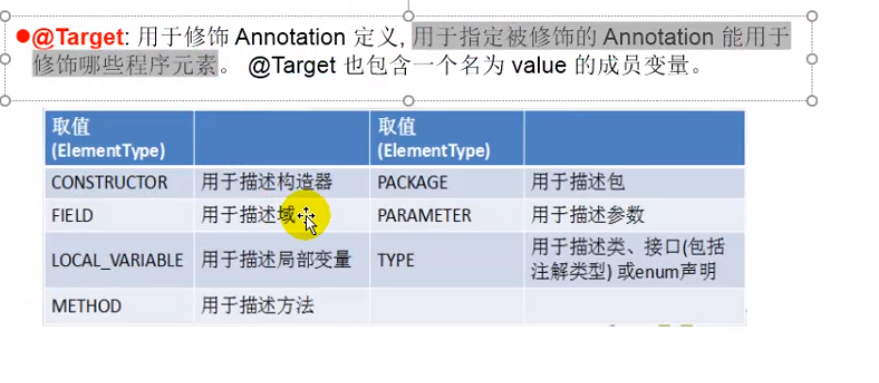 ●@Target: 用于修饰 Annotation 定义, 用于指定被修饰的 Annotation 能用于
修饰哪些程序元素。 @Target 也包含一个名为 value 的成员变量。
取值 取值
(ElementType) (ElementType)
CONSTRUCTOR 用于描述构造器 PACKAGE 用于描述包
FIELD 用于描述域 PARAMETER 用于描述参数
LOCAL_VARIABLE 用于描述局部变量 TYPE 用于描述类、接口(包括
注解类型) 或enum声明
METHOD 用于描述方法